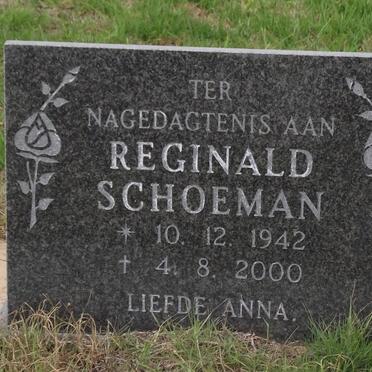 TER
NAGEDAGTENIS AAN
REGINALD
SCHOEMAN
* 10. 12. 1942
† 4. 8. 2000
LIEFDE ANNA.